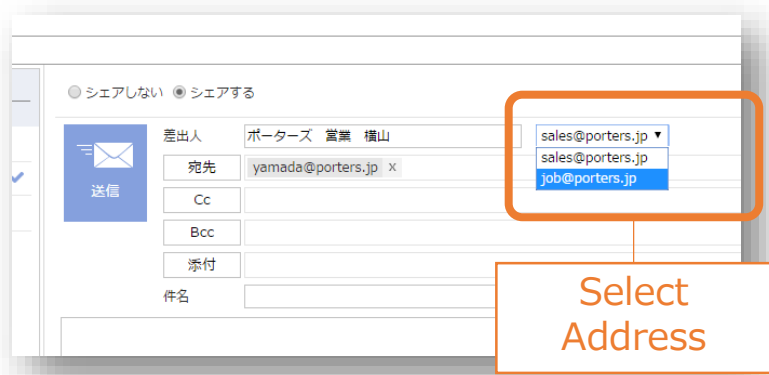 シェアしない シェアする
差出人 ポーターズ 営業 横山 sales@porters.jp ▼
sales@porters.jp
job@porters.jp
送信
宛先 yamada@porters.jp x
Cc
Bcc
添付
件名
Select
Address